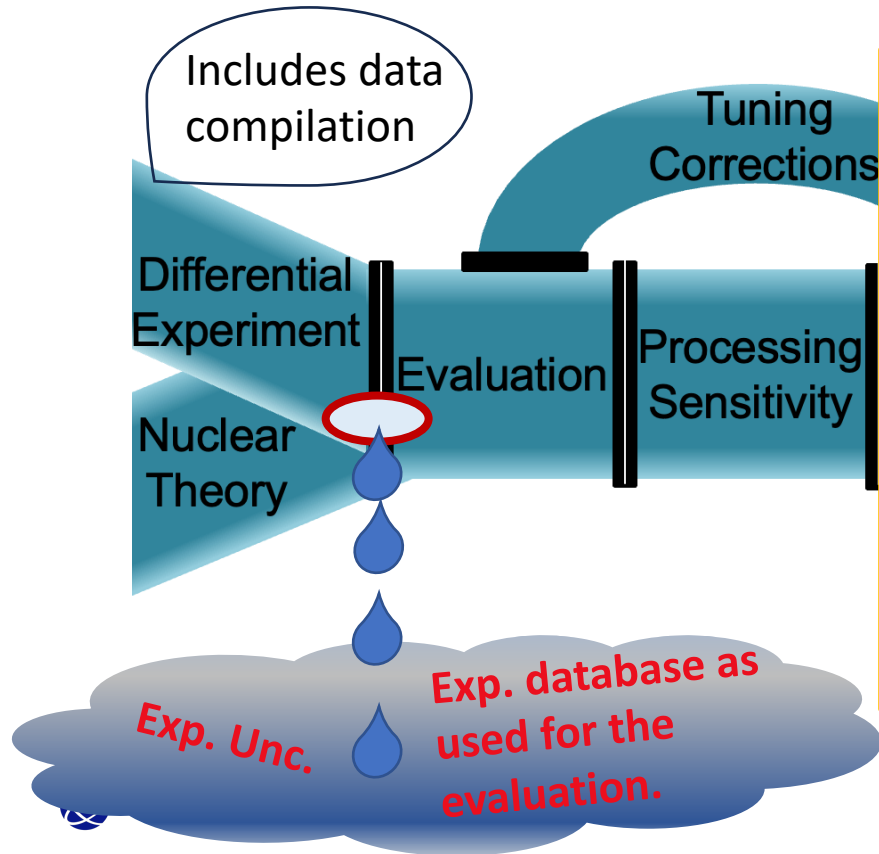 Includes data
compilation
Tuning
Corrections
Differential
Experiment
Evaluation
Processing
Sensitivity
Nuclear
Theory
Exp. Unc.
Exp. database as
used for the
evaluation.